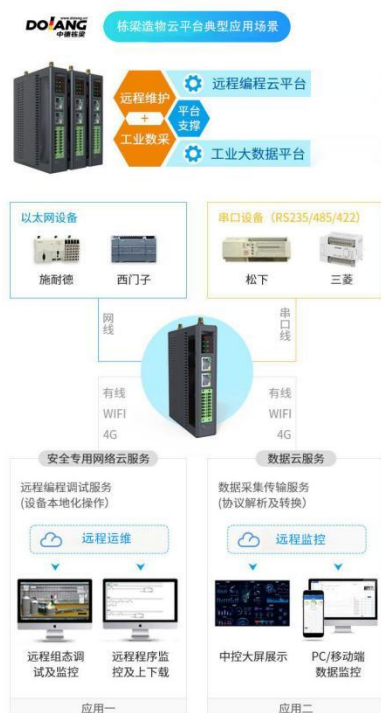 www.dolang.cn
DOLANG
中德栋梁
栋梁造物云平台典型应用场景
远程维护
+
工业数采
平台
支撑
远程编程云平台
工业大数据平台
以太网设备
施耐德
西门子
串口设备（RS235/485/422）
松下
三菱
网线
串口线
有线
WIFI
4G
有线
WIFI
4G
安全专用网络云服务
远程编程调试服务
(设备本地化操作)
远程运维
远程组态调
试及监控
远程程序监
控及上下载
应用一
数据云服务
数据采集传输服务
(协议解析及转换)
远程监控
中控大屏展示
PC/移动端
数据监控
应用二